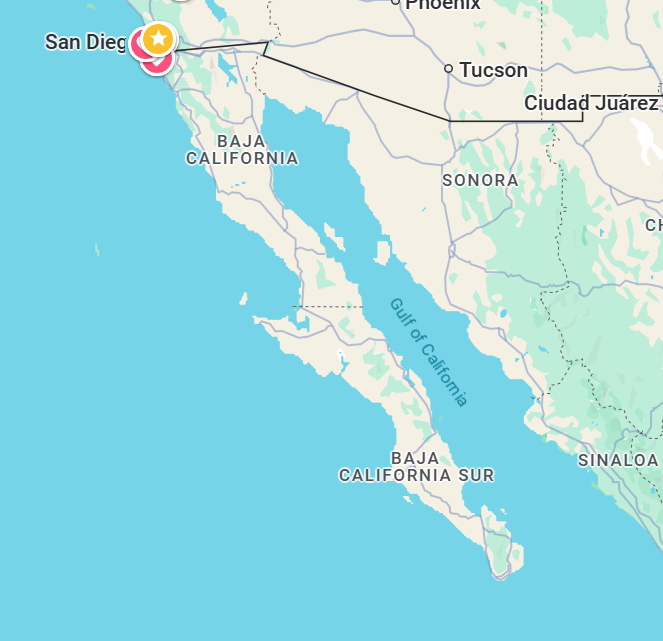 Phoenix
San Dieg
Tucson
Ciudad Juárez
BAJA
CALIFORNIA
SONORA
CH
Gulf of California
BAJA
CALIFORNIA SUR
SINALOA